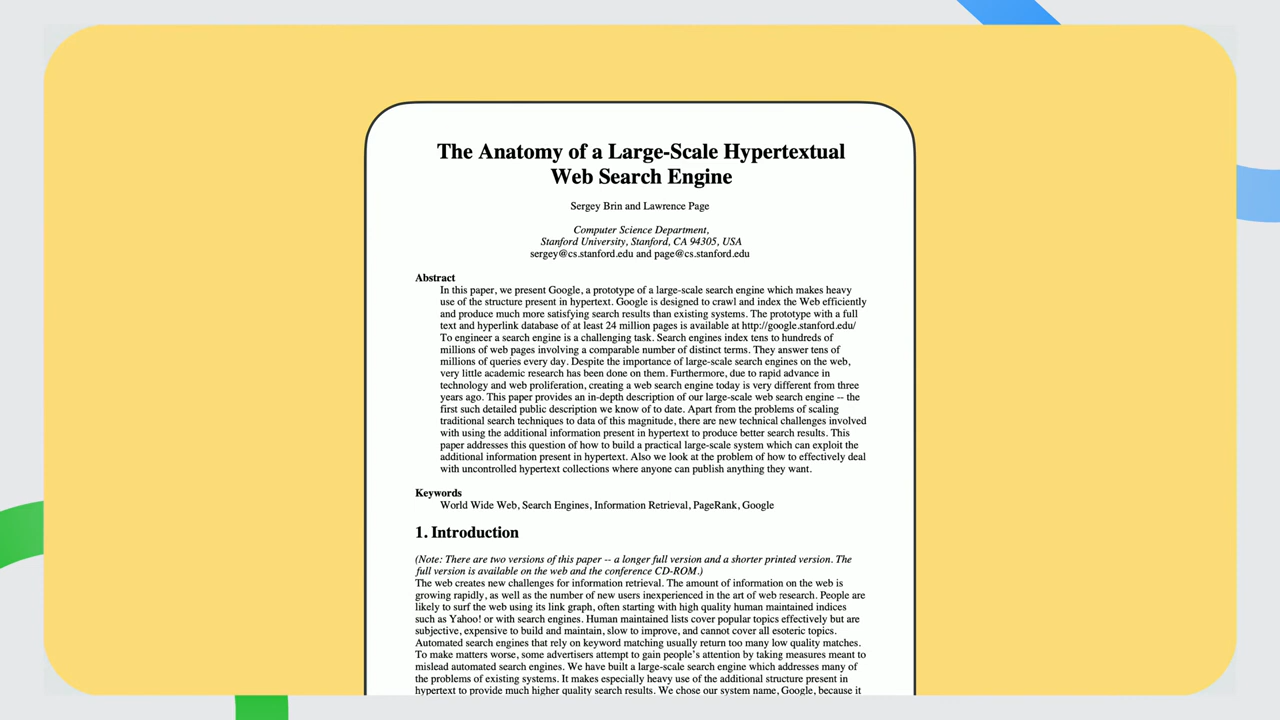 The Anatomy of a Large-Scale Hypertextual
Web Search Engine
Sergey Brin and Lawrence Page
Computer Science Department,
Stanford University, Stanford, CA 94305, USA
sergey@cs.stanford.edu and page@cs.stanford.edu
Abstract
In this paper, we present Google, a prototype of a large-scale search engine which makes heavy
use of the structure present in hypertext. Google is designed to crawl and index the Web efficiently
and produce much more satisfying search results than existing systems. The prototype with a full
text and hyperlink database of at least 24 million pages is available at http://google.stanford.edu/
To engineer a search engine is a challenging task. Search engines index tens to hundreds of
millions of web pages involving a comparable number of distinct terms. They answer tens of
millions of queries every day. Despite the importance of large-scale search engines on the web,
very little academic research has been done on them. Furthermore, due to rapid advance in
technology and web proliferation, creating a web search engine today is very different from three
years ago. This paper provides an in-depth description of our large-scale web search engine -- the
first such detailed public description we know of to date. Apart from the problems of scaling
traditional search techniques to data of this magnitude, there are new technical challenges involved
with using the additional information present in hypertext to produce better search results. This
paper addresses this question of how to build a practical large-scale system which can exploit the
additional information present in hypertext. Also we look at the problem of how to effectively deal
with uncontrolled hypertext collections where anyone can publish anything they want.
Keywords
World Wide Web, Search Engines, Information Retrieval, PageRank, Google
1. Introduction
(Note: There are two versions of this paper -- a longer full version and a shorter printed version. The
full version is available on the web and the conference CD-ROM.)
The web creates new challenges for information retrieval. The amount of information on the web is
growing rapidly, as well as the number of new users inexperienced in the art of web research. People are
likely to surf the web using its link graph, often starting with high quality human maintained indices
such as Yahoo! or with search engines. Human maintained lists cover popular topics effectively but are
subjective, expensive to build and maintain, slow to improve, and cannot cover all esoteric topics.
Automated search engines that rely on keyword matching usually return too many low quality matches.
To make matters worse, some advertisers attempt to gain people's attention by taking measures meant to
mislead automated search engines. We have built a large-scale search engine which addresses many of
the problems of existing systems. It makes especially heavy use of the additional structure present in
hypertext to provide much higher quality search results. We chose our system name, Google, because it